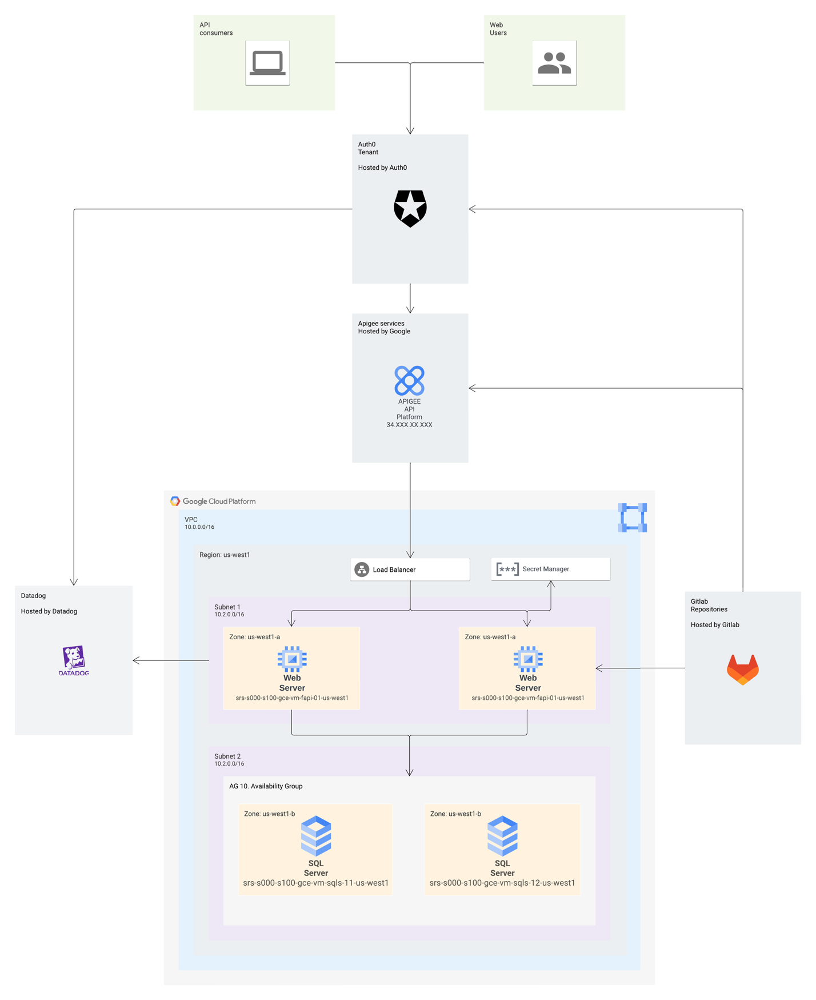 API
consumers
Web
Users
Auth0
Tenant
Hosted by Auth0
Apigee services
Hosted by Google
APIGEE
API
Platform
34.XXX.XX.XXX
Google Cloud Platform
VPC
10.0.0.0/16
Region: us-west1
Load Balancer
[***] Secret Manager
Datadog
Hosted by Datadog
DATADOG
Gitlab
Repositories
Hosted by Gitlab
Subnet 1
10.2.0.0/16
Zone: us-west1-a
Web
Server
srs-s000-s100-gce-vm-fapi-01-us-west1
Zone: us-west1-a
Web
Server
srs-s000-s100-gce-vm-fapi-01-us-west1
Subnet 2
10.2.0.0/16
AG 10. Availability Group
Zone: us-west1-b
SQL
Server
srs-s000-s100-gce-vm-sqls-11-us-west1
Zone: us-west1-b
SQL
Server
srs-s000-s100-gce-vm-sqls-12-us-west1